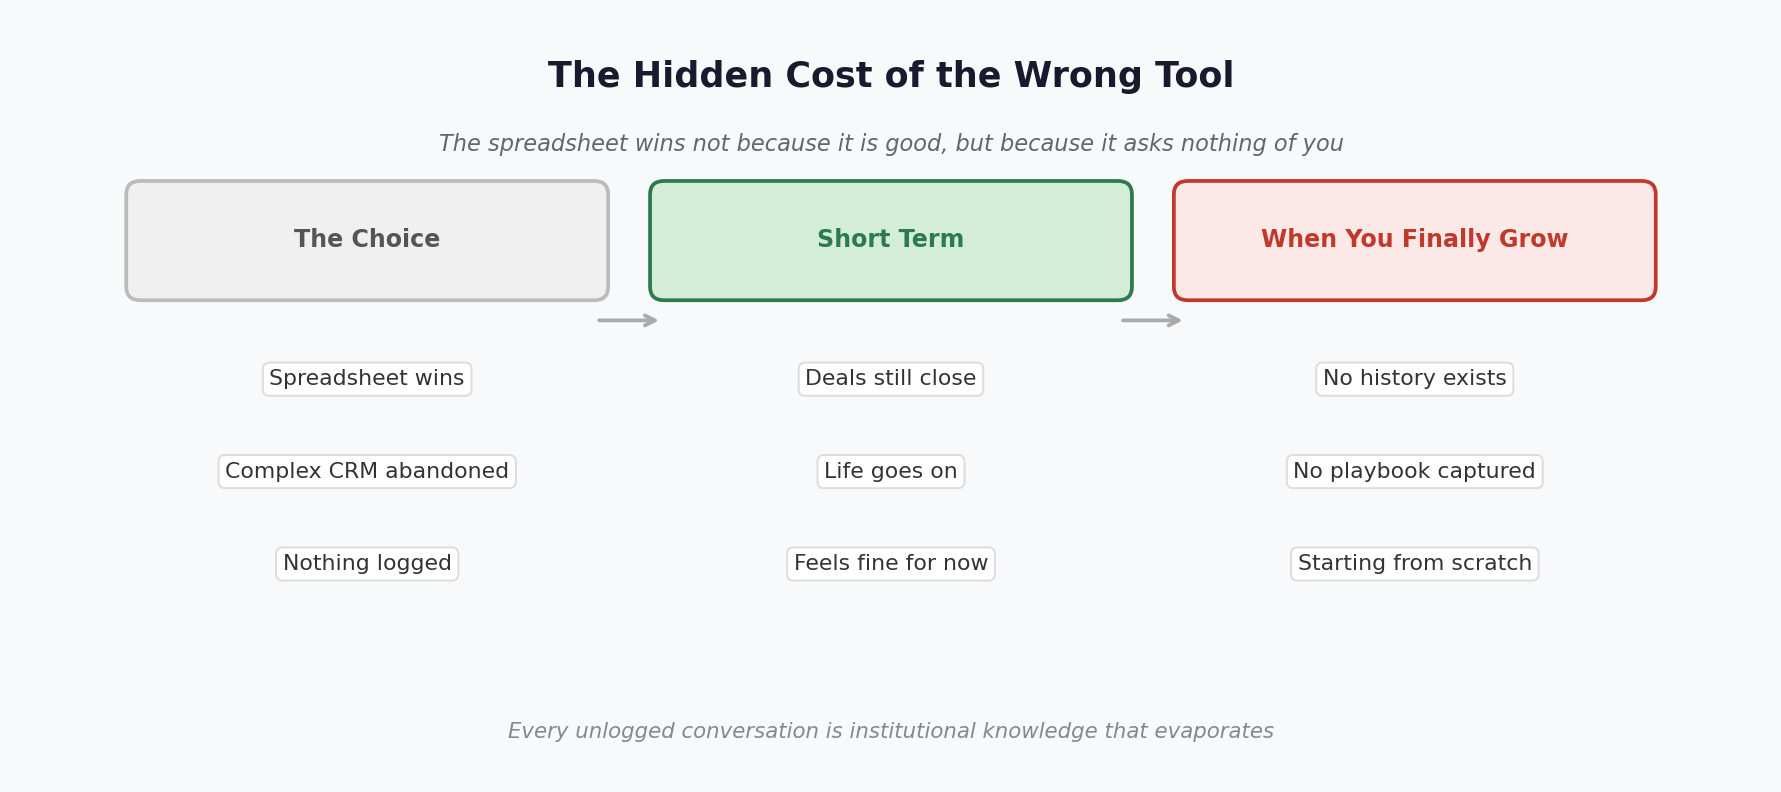 The Hidden Cost of the Wrong Tool
The spreadsheet wins not because it is good, but because it asks nothing of you
The Choice
Short Term
When You Finally Grow
Spreadsheet wins
Deals still close
No history exists
Complex CRM abandoned
Life goes on
No playbook captured
Nothing logged
Feels fine for now
Starting from scratch
Every unlogged conversation is institutional knowledge that evaporates